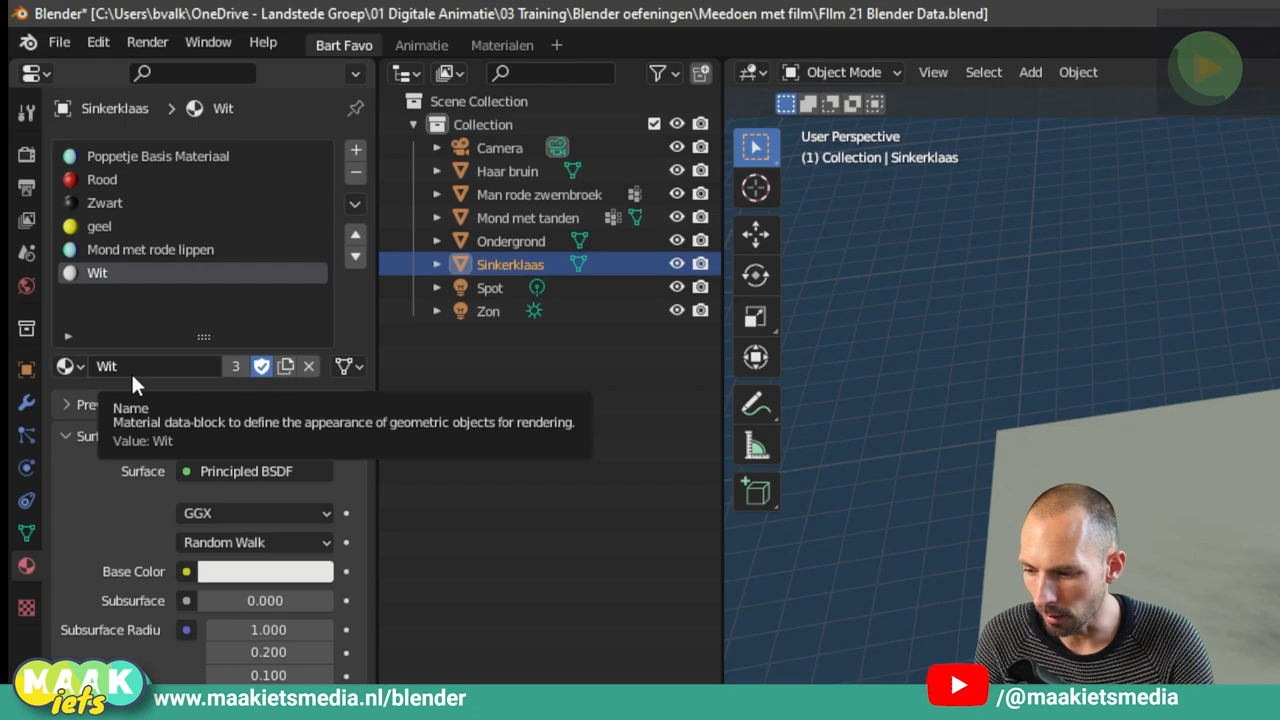 Blender* [C:\Users\bvalk\OneDrive - Landstede Groep\01 Digitale Animatie\03 Training\Blender oefeningen\Meedoen met film\FIlm 21 Blender Data.blend]
File Edit Render Window Help Bart Favo Animatie Materialen +
Object Mode View Select Add Object
Sinkerklaas > Wit
Scene Collection
Collection
Camera
Haar bruin
Man rode zwembroek
Mond met tanden
Ondergrond
Sinkerklaas
Spot
Zon
User Perspective
(1) Collection | Sinkerklaas
Poppetje Basis Materiaal
Rood
Zwart
geel
Mond met rode lippen
Wit
Wit 3
Name
Material data-block to define the appearance of geometric objects for rendering.
Value: Wit
Surface Principled BSDF
GGX
Random Walk
Base Color
Subsurface 0.000
Subsurface Radiu 1.000
0.200
0.100
MAAK
iets
www.maakietsmedia.nl/blender
/@maakietsmedia